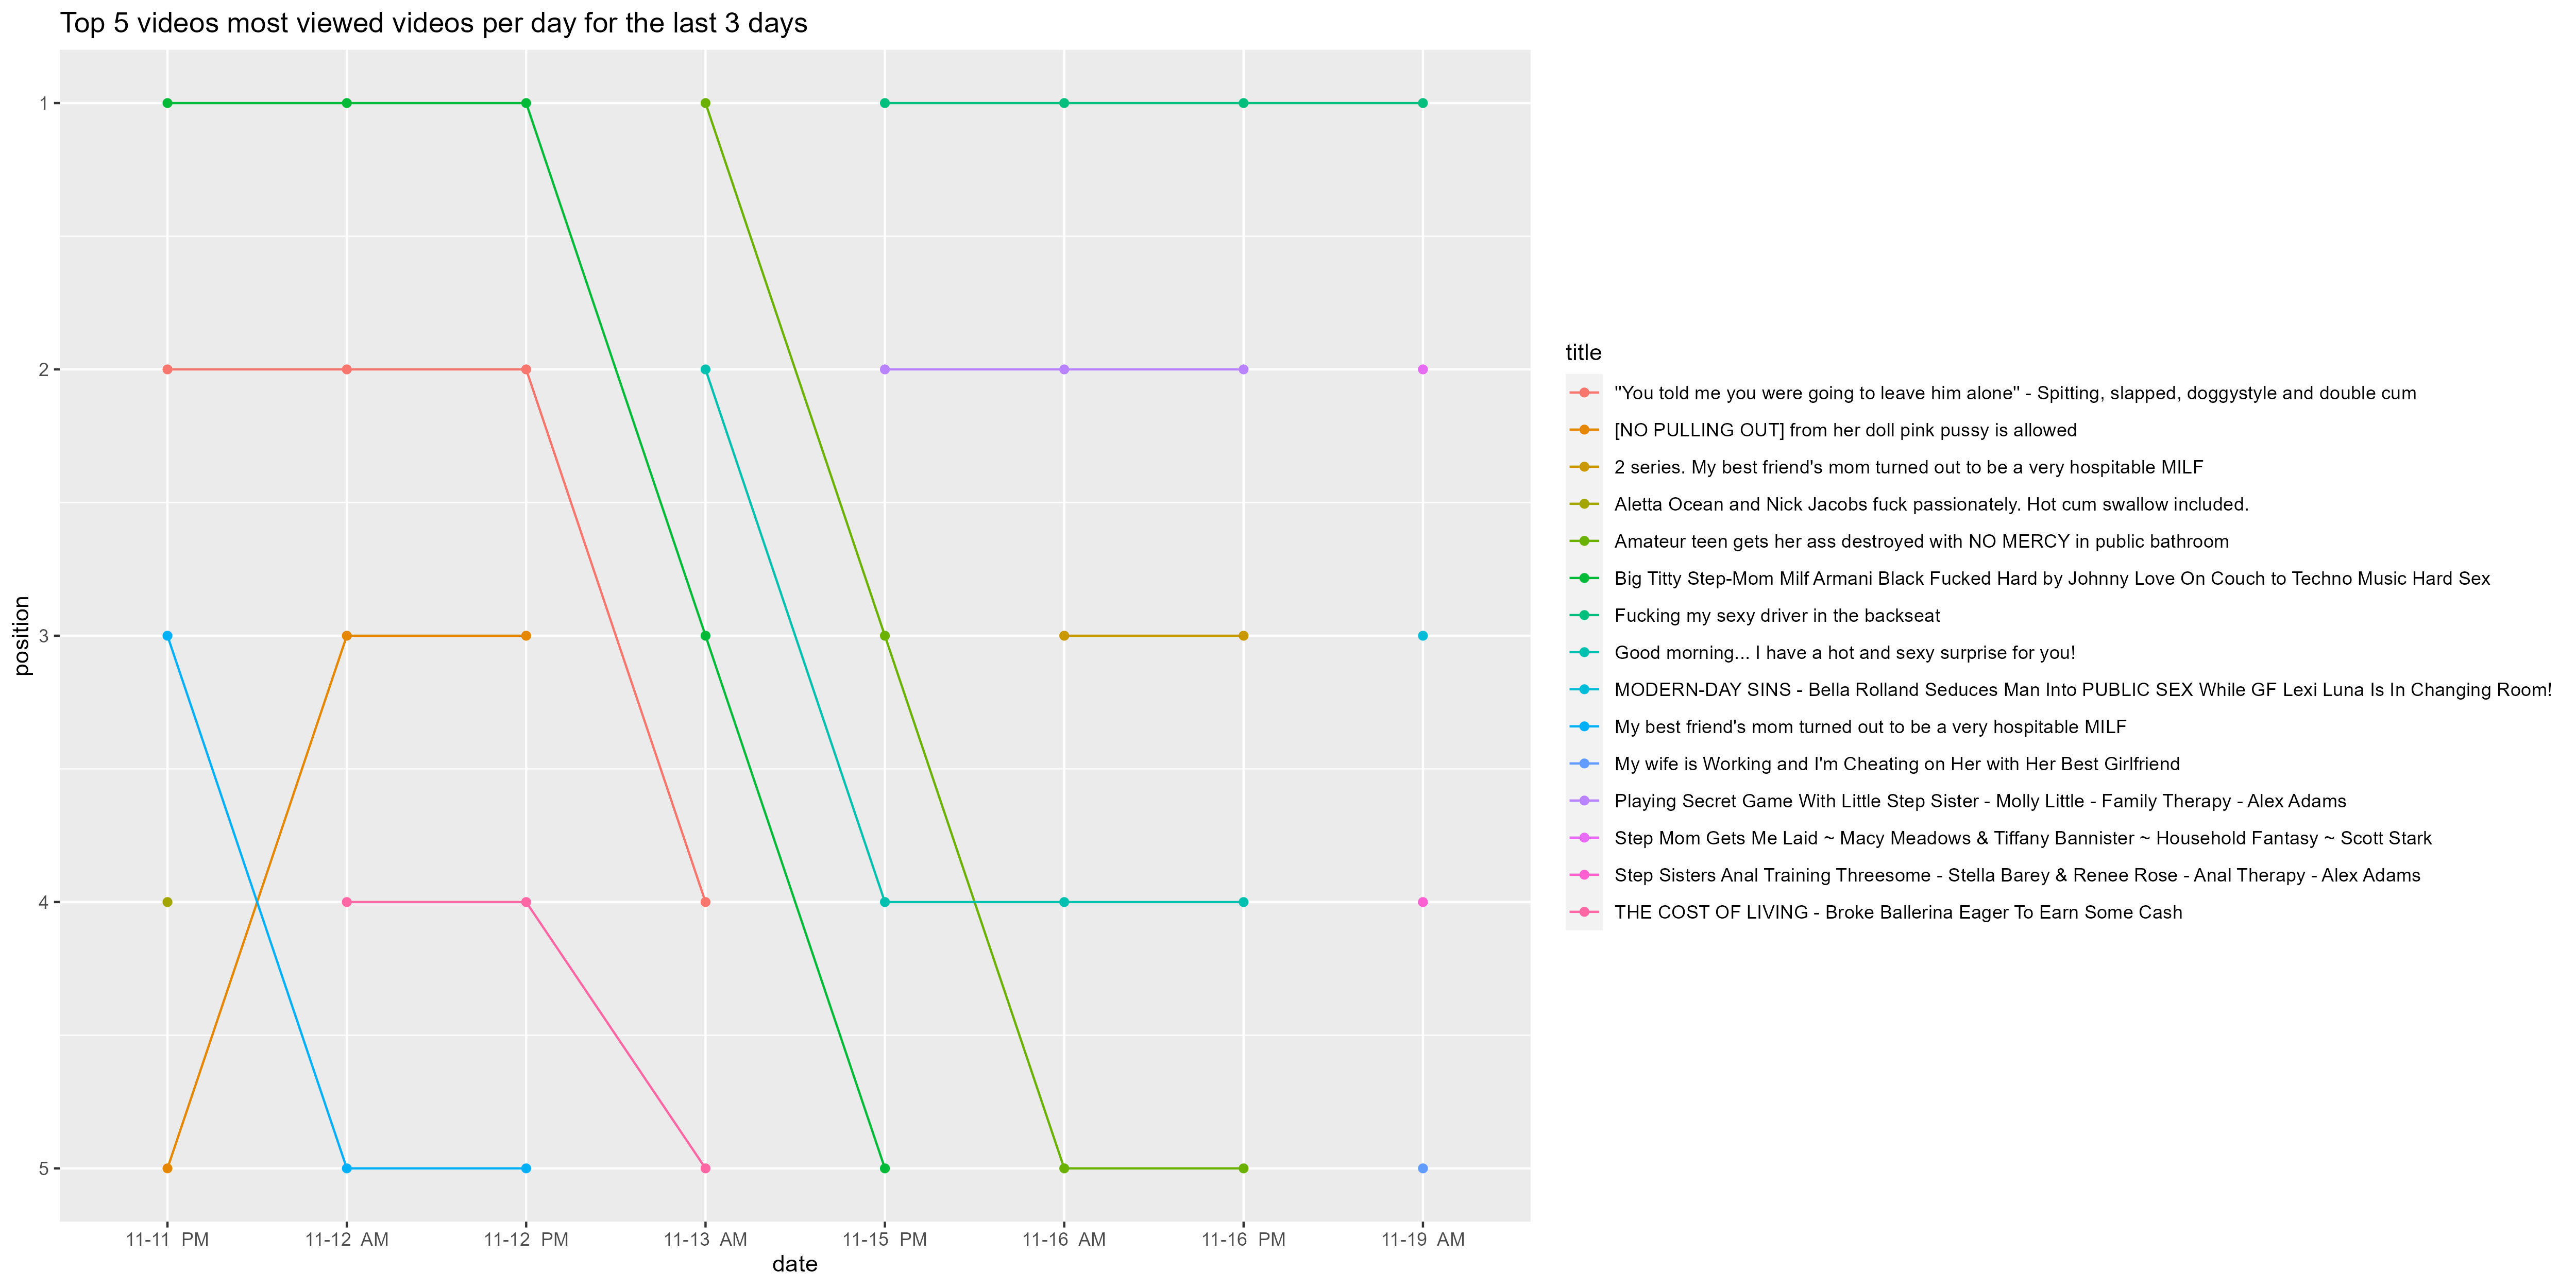 Top 5 videos most viewed videos per day for the last 3 days
position
1
2
3
4
5
11-11 PM
11-12 AM
11-12 PM
11-13 AM
11-15 PM
11-16 AM
11-16 PM
11-19 AM
date
title
"You told me you were going to leave him alone" - Spitting, slapped, doggystyle and double cum
[NO PULLING OUT] from her doll pink pussy is allowed
2 series. My best friend's mom turned out to be a very hospitable MILF
Aletta Ocean and Nick Jacobs fuck passionately. Hot cum swallow included.
Amateur teen gets her ass destroyed with NO MERCY in public bathroom
Big Titty Step-Mom Milf Armani Black Fucked Hard by Johnny Love On Couch to Techno Music Hard Sex
Fucking my sexy driver in the backseat
Good morning... I have a hot and sexy surprise for you!
MODERN-DAY SINS - Bella Rolland Seduces Man Into PUBLIC SEX While GF Lexi Luna Is In Changing Room!
My best friend's mom turned out to be a very hospitable MILF
My wife is Working and I'm Cheating on Her with Her Best Girlfriend
Playing Secret Game With Little Step Sister - Molly Little - Family Therapy - Alex Adams
Step Mom Gets Me Laid ~ Macy Meadows & Tiffany Bannister ~ Household Fantasy ~ Scott Stark
Step Sisters Anal Training Threesome - Stella Barey & Renee Rose - Anal Therapy - Alex Adams
THE COST OF LIVING - Broke Ballerina Eager To Earn Some Cash